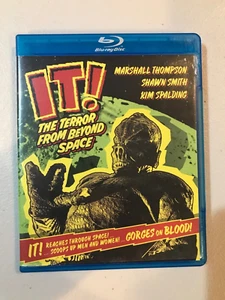 Blu-ray Disc
IT!
THE TERROR
FROM BEYOND
SPACE
MARSHALL THOMPSON
SHAWN SMITH
KIM SPALDING
IT! REACHES THROUGH SPACE!
SCOOPS UP MEN AND WOMEN! ... GORGES ON BLOOD!